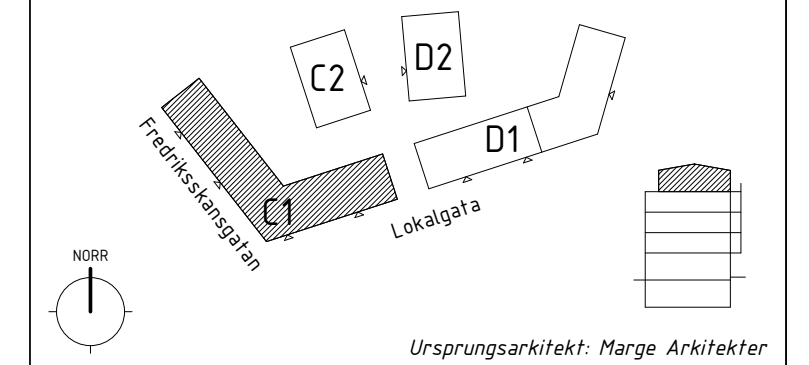 C2
D2
D1
C1
Fredriksskansgatan
Lokalgata
NORR
Ursprungsarkitekt: Marge Arkitekter